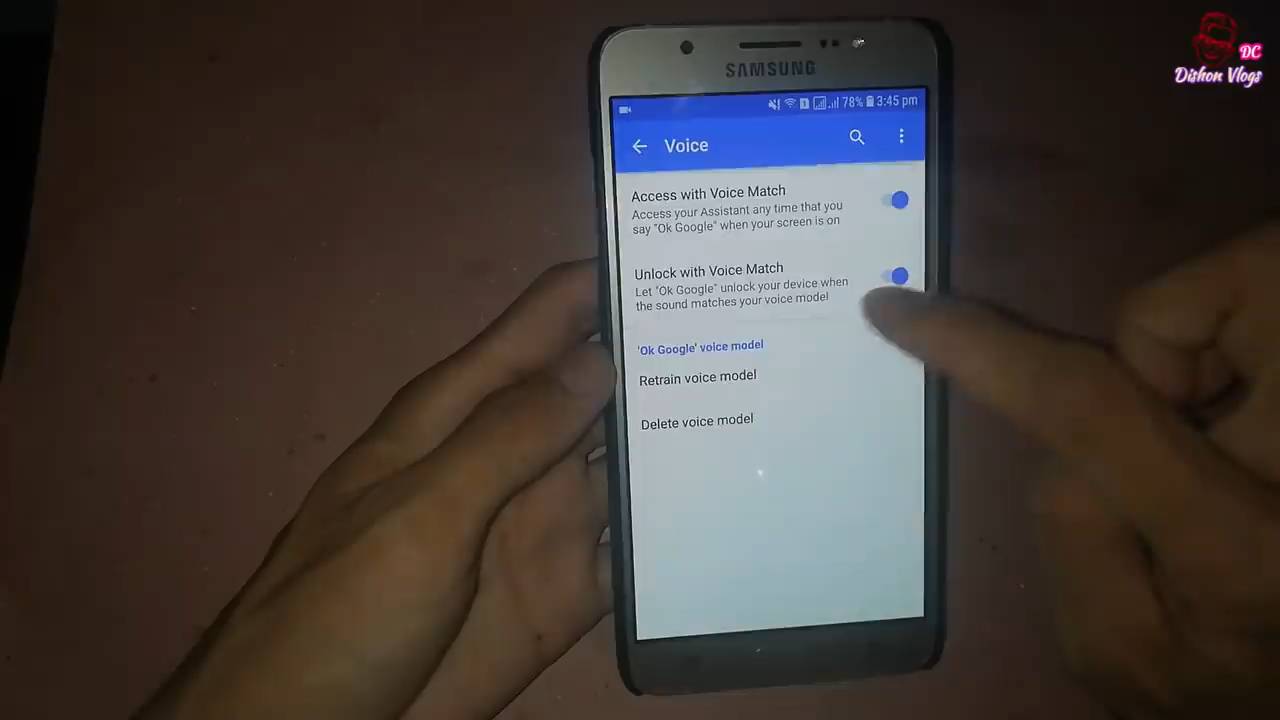 DC
Dishon Vlogs
SAMSUNG
78% 3:45 pm
Voice
Access with Voice Match
Access your Assistant any time that you
say "Ok Google" when your screen is on
Unlock with Voice Match
Let "Ok Google" unlock your device when
the sound matches your voice model
'Ok Google' voice model
Retrain voice model
Delete voice model